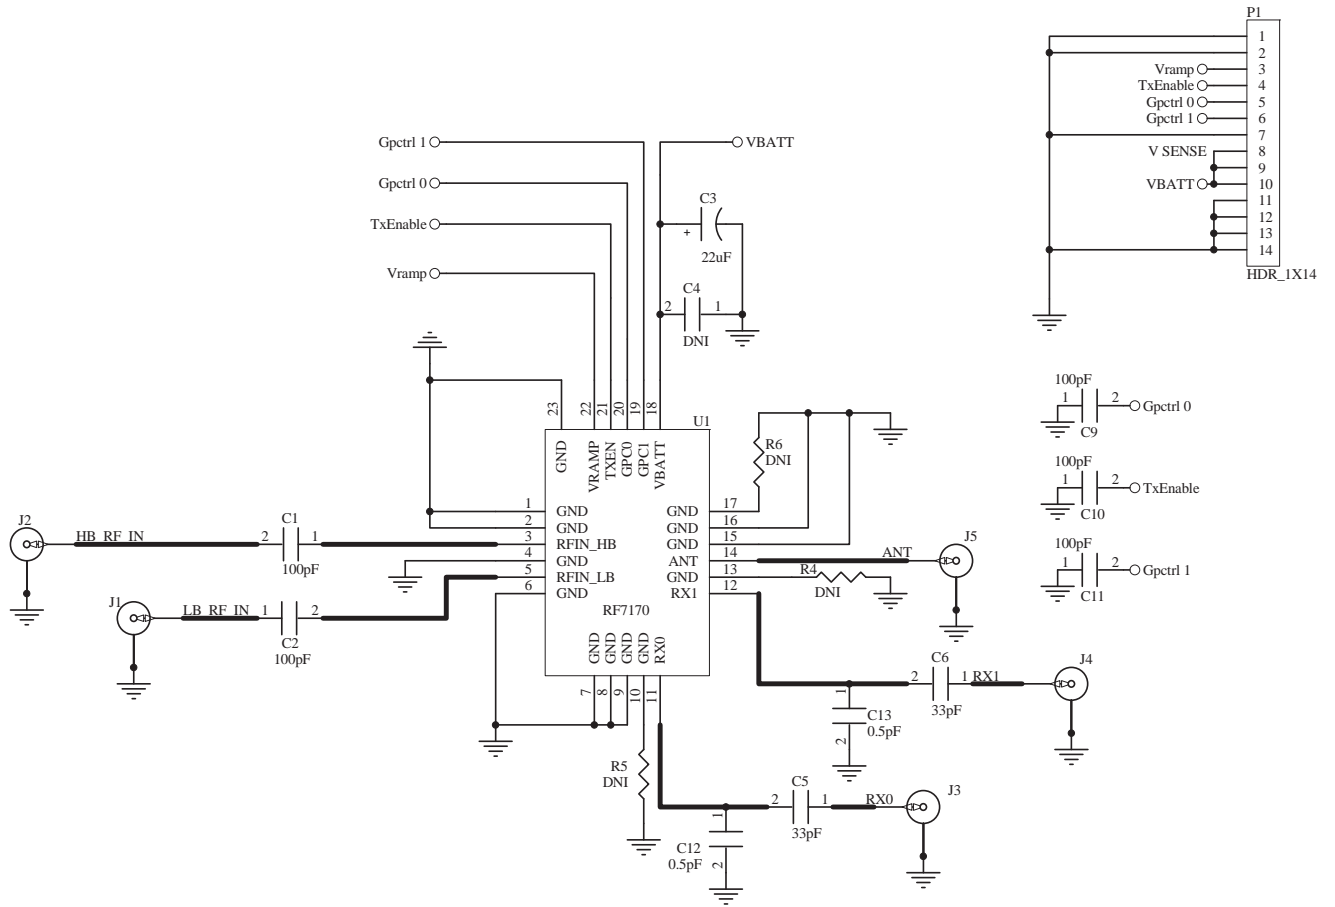 P1
1
2
Vramp 3
TxEnable 4
Gpctrl 0 5
Gpctrl 1 6
7
V SENSE 8
9
VBATT 10
11
12
13
14
HDR_1X14
Gpctrl 1
VBATT
Gpctrl 0
TxEnable
Vramp
C3
+
22uF
C4
2 1
DNI
23 22 21 20 19 18
U1
GND VRAMP TXEN GPC0 GPC1 VBATT
1 GND
2 GND
3 RFIN_HB
4 GND
5 RFIN_LB
6 GND
GND 17
GND 16
GND 15
ANT 14
GND 13
RX1 12
RF7170
GND GND GND GND RX0
7 8 9 10 11
R6
DNI
R4
DNI
ANT
J5
J2
HB_RF_IN
2 C1 1
100pF
J1
LB_RF_IN
1 2
C2
100pF
100pF
1 2 Gpctrl 0
C9
100pF
1 2 TxEnable
C10
100pF
1 2 Gpctrl 1
C11
C6
2 1 RX1
33pF
J4
1
C13
0.5pF
2
R5
DNI
C5
2 1 RX0
33pF
J3
1
C12
0.5pF
2